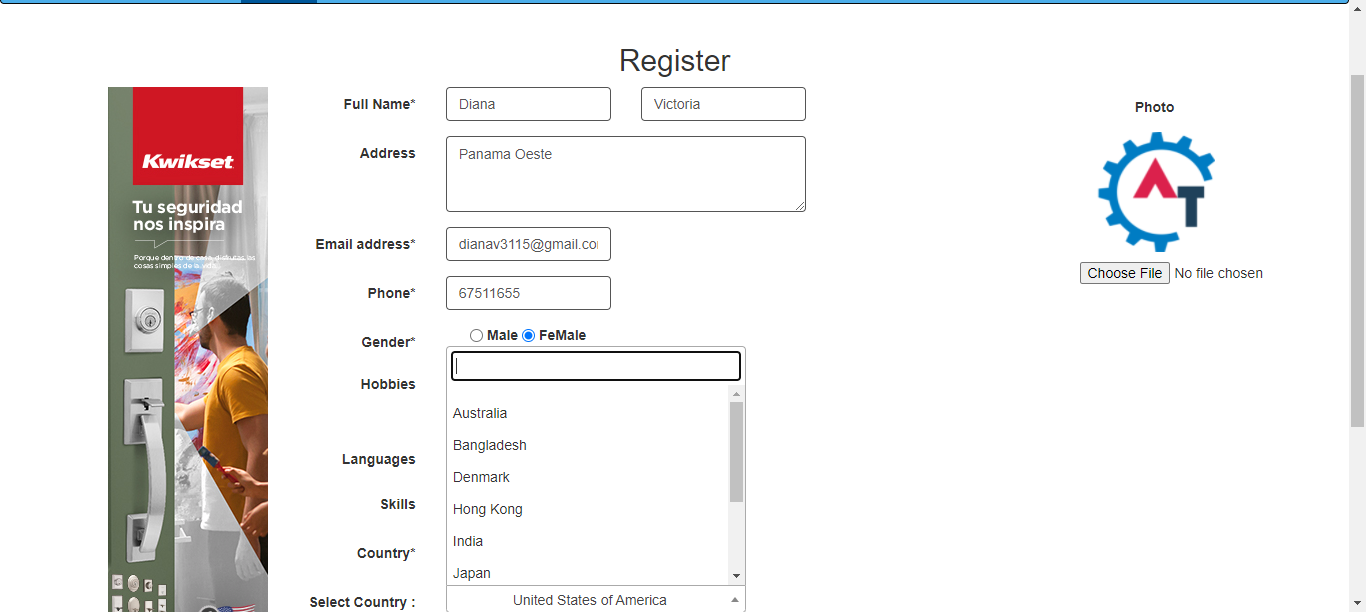 Register
Kwikset
Tu seguridad
nos inspira
Porque dentro de casa, disfrutas las
cosas simples de la vida.
Full Name* Diana Victoria
Address Panama Oeste
Email address* dianav3115@gmail.co
Phone* 67511655
Gender* Male FeMale
Hobbies
Australia
Bangladesh
Languages
Denmark
Skills
Hong Kong
India
Country*
Japan
Select Country : United States of America
Photo
AT
Choose File No file chosen